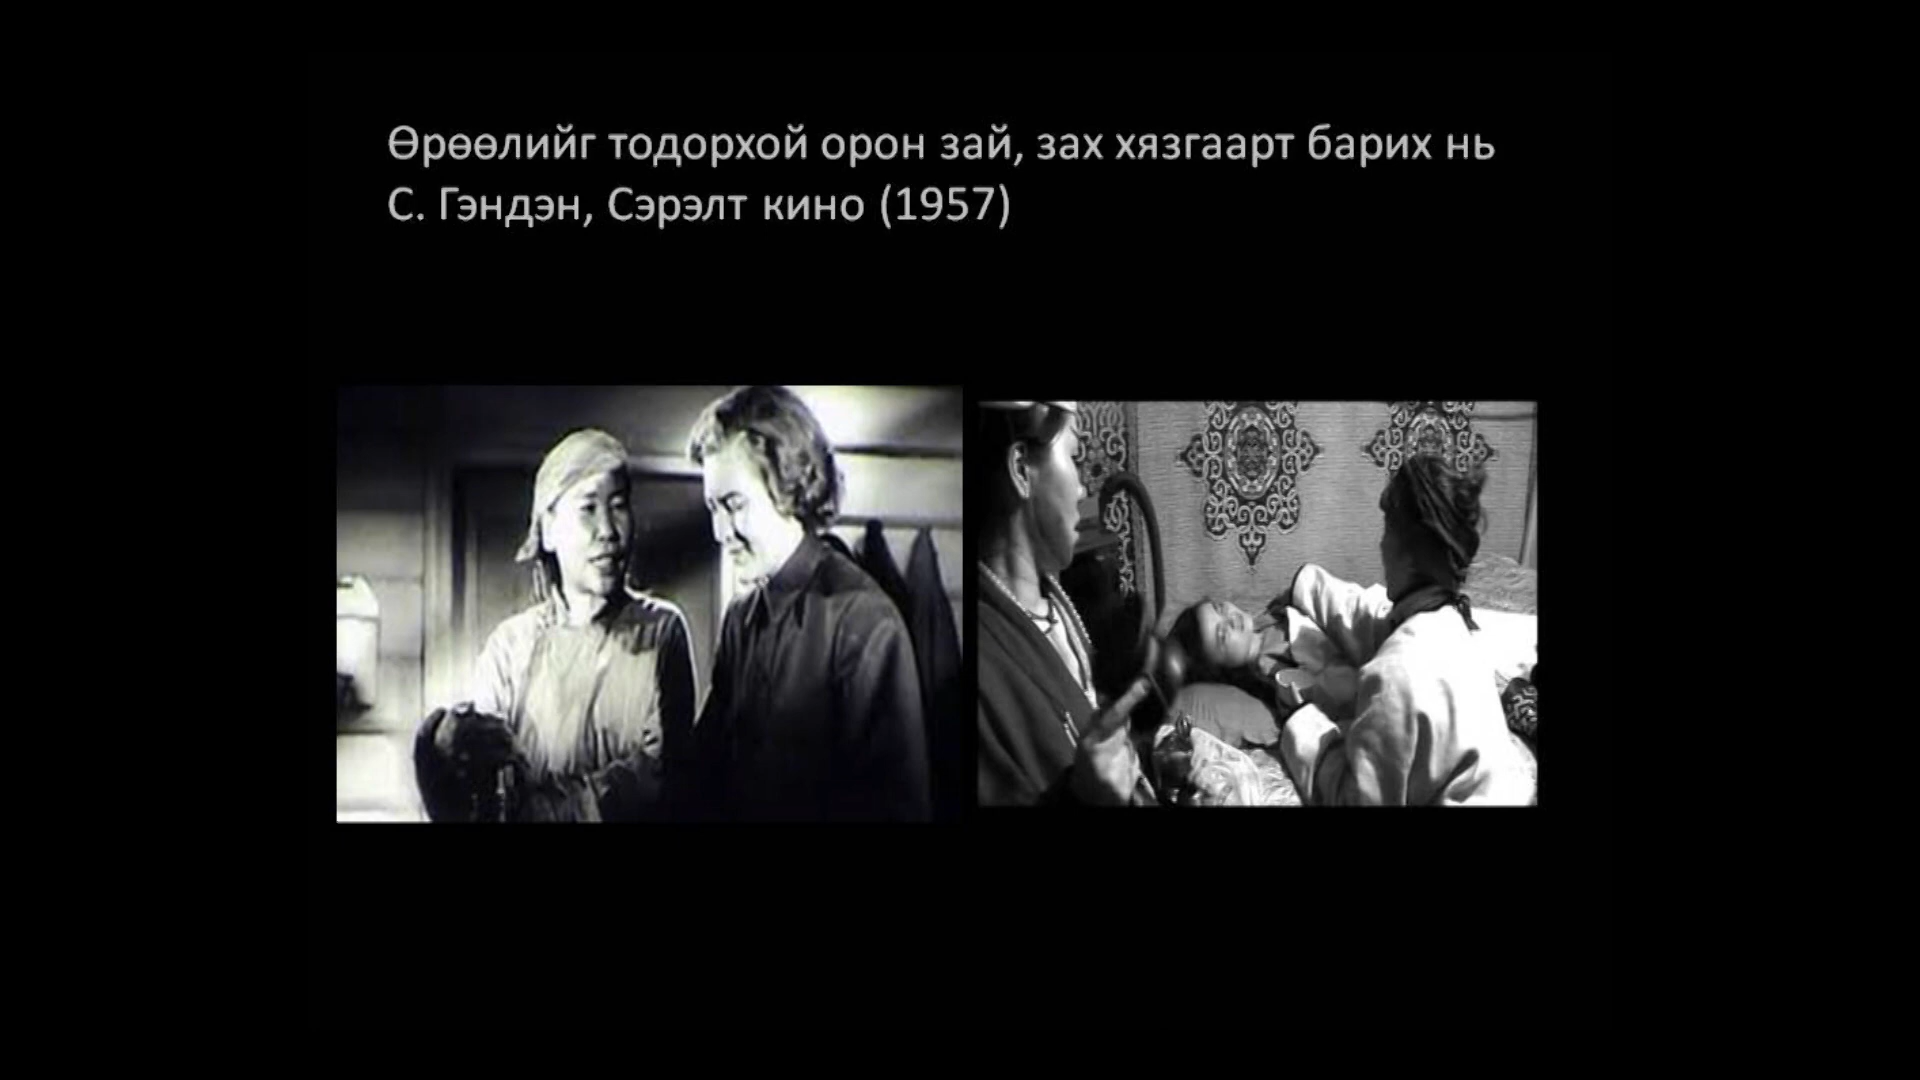 Өрөөлийг тодорхой орон зай, зах хязгаарт барих нь
С. Гэндэн, Сэрэлт кино (1957)